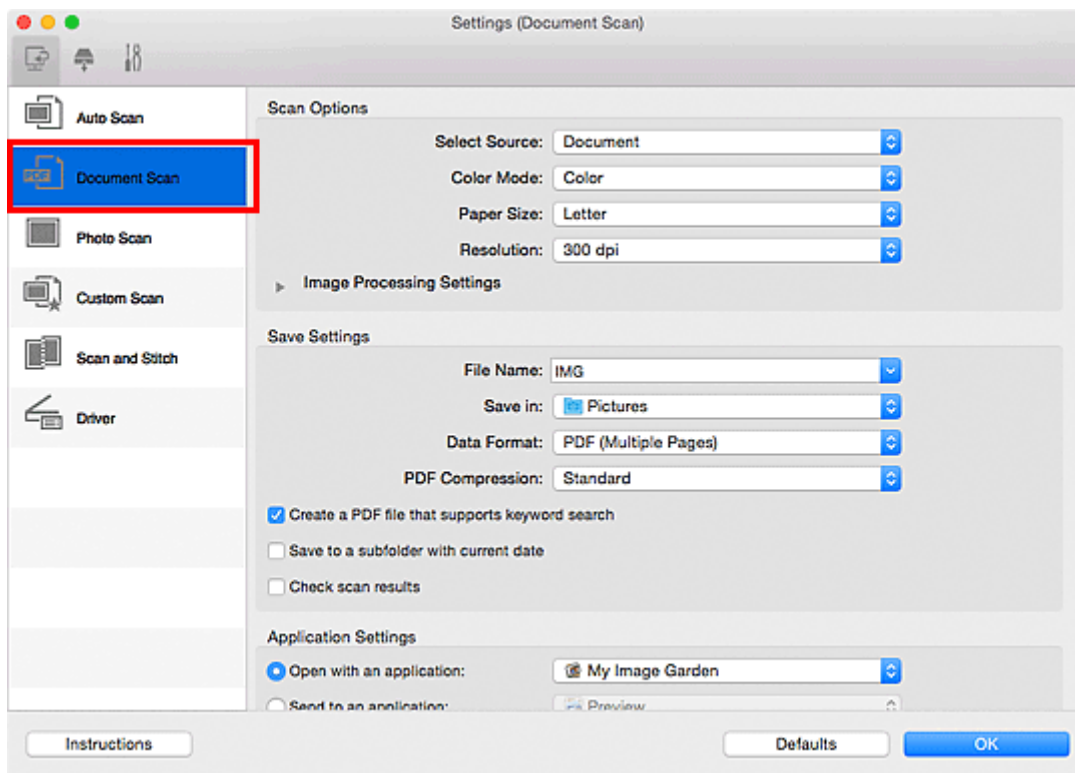 Settings (Document Scan)
Auto Scan
PDF
Document Scan
Photo Scan
Custom Scan
Scan and Stitch
Driver
Scan Options
Select Source: Document
Color Mode: Color
Paper Size: Letter
Resolution: 300 dpi
Image Processing Settings
Save Settings
File Name: IMG
Save in: Pictures
Data Format: PDF (Multiple Pages)
PDF Compression: Standard
Create a PDF file that supports keyword search
Save to a subfolder with current date
Check scan results
Application Settings
Open with an application: My Image Garden
Send to an application: Preview
Instructions
Defaults
OK